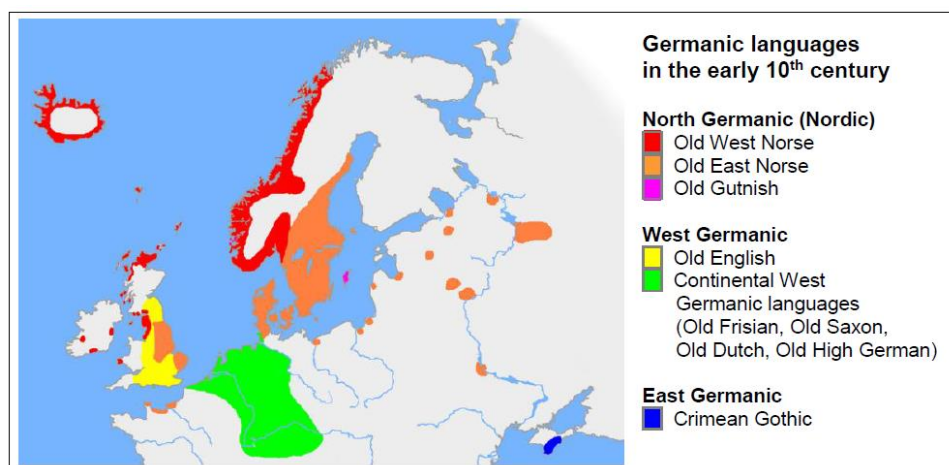 Germanic languages
in the early 10th century
North Germanic (Nordic)
Old West Norse
Old East Norse
Old Gutnish
West Germanic
Old English
Continental West
Germanic languages
(Old Frisian, Old Saxon,
Old Dutch, Old High German)
East Germanic
Crimean Gothic